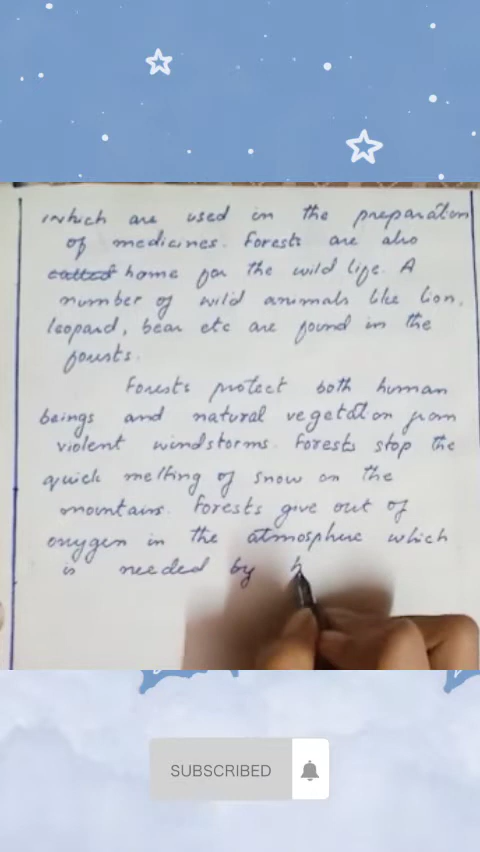 which are used in the preparation
of medicines. Forests are also
called home for the wild life. A
number of wild animals like lion,
leopard, bear etc are found in the
forests.
Forests protect both human
beings and natural vegetation from
violent windstorms. Forests stop the
quick melting of snow on the
mountains. Forests give out of
oxygen in the atmosphere which
is needed by h
SUBSCRIBED